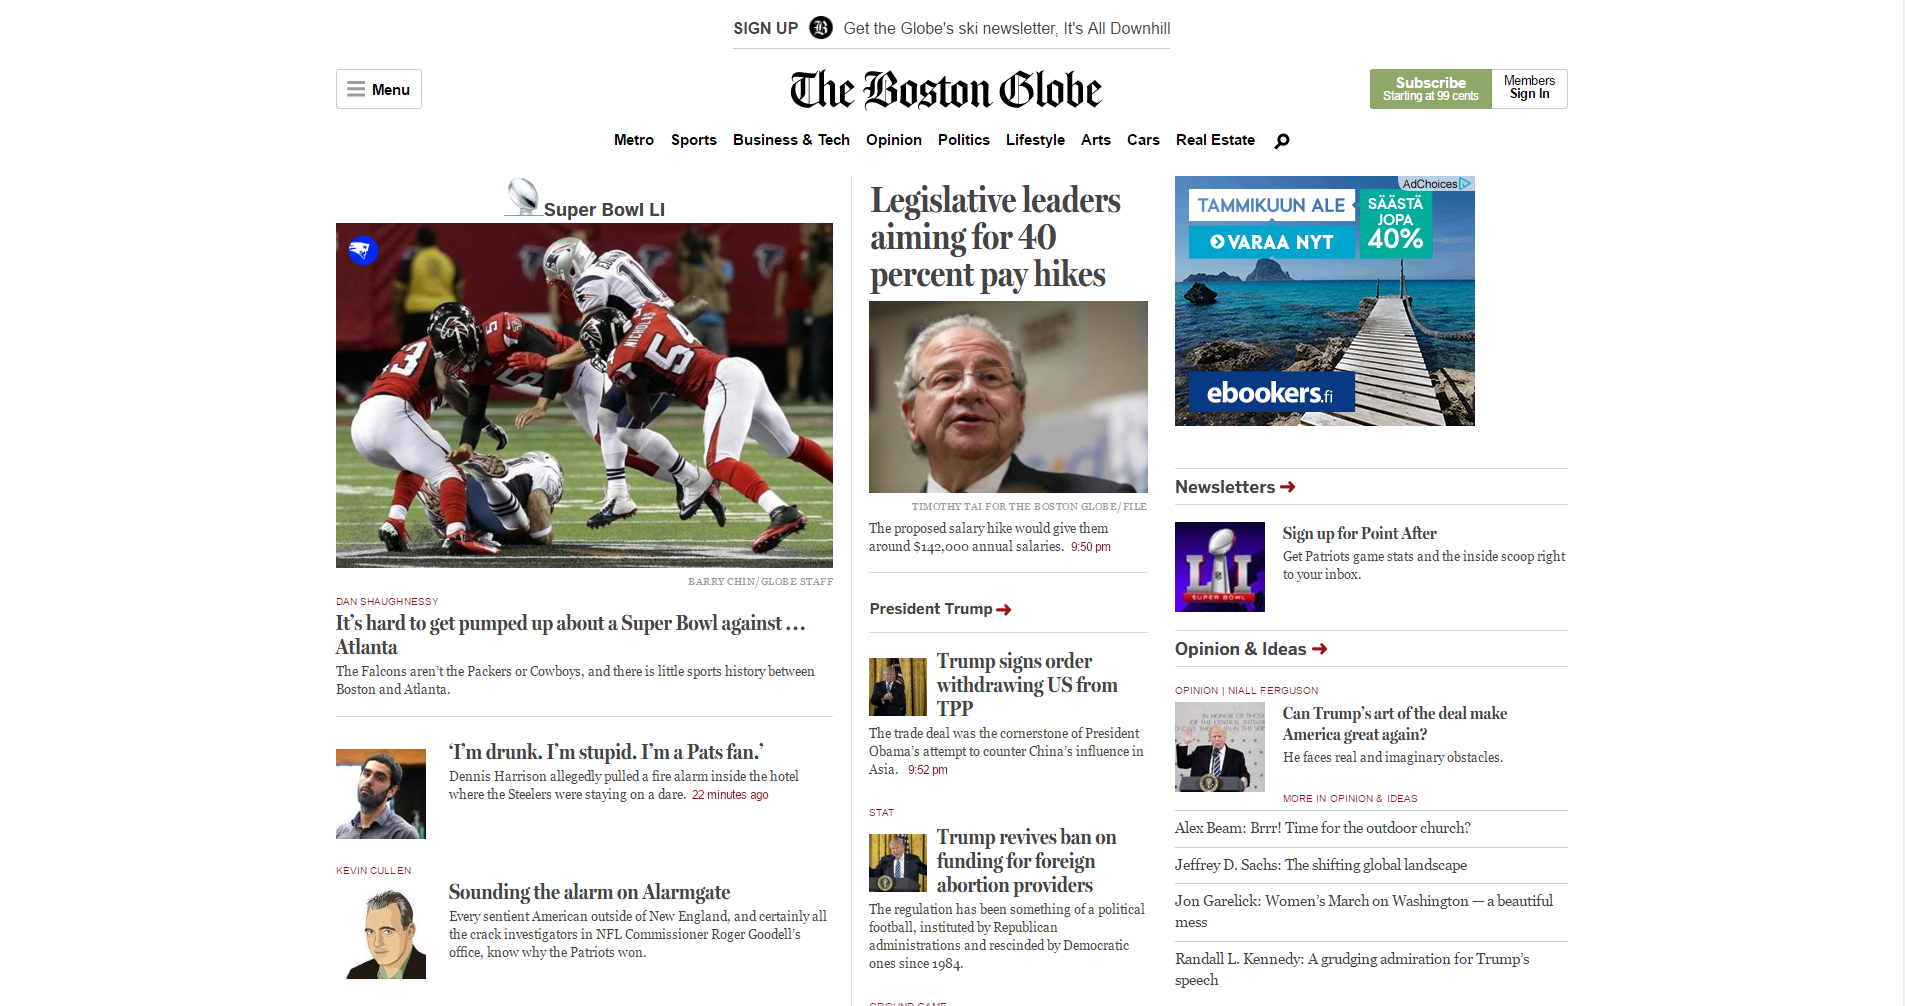 SIGN UP B Get the Globe's ski newsletter, It's All Downhill
Menu
The Boston Globe
Subscribe
Starting at 99 cents
Members
Sign In
Metro Sports Business & Tech Opinion Politics Lifestyle Arts Cars Real Estate
Super Bowl LI
NICHOLAS
54
BARRY CHIN/GLOBE STAFF
DAN SHAUGHNESSY
It's hard to get pumped up about a Super Bowl against …
Atlanta
The Falcons aren't the Packers or Cowboys, and there is little sports history between
Boston and Atlanta.
'I'm drunk. I'm stupid. I'm a Pats fan.'
Dennis Harrison allegedly pulled a fire alarm inside the hotel
where the Steelers were staying on a dare. 22 minutes ago
KEVIN CULLEN
Sounding the alarm on Alarmgate
Every sentient American outside of New England, and certainly all
the crack investigators in NFL Commissioner Roger Goodell's
office, know why the Patriots won.
Legislative leaders
aiming for 40
percent pay hikes
TIMOTHY TAI FOR THE BOSTON GLOBE/FILE
The proposed salary hike would give them
around $142,000 annual salaries. 9:50 pm
President Trump
Trump signs order
withdrawing US from
TPP
The trade deal was the cornerstone of President
Obama's attempt to counter China's influence in
Asia. 9:52 pm
STAT
Trump revives ban on
funding for foreign
abortion providers
The regulation has been something of a political
football, instituted by Republican
administrations and rescinded by Democratic
ones since 1984.
GROUND GAME
AdChoices
TAMMIKUUN ALE
VARAA NYT
SÄÄSTÄ
JOPA
40%
ebookers.fi
Newsletters
LI
SUPER BOWL
Sign up for Point After
Get Patriots game stats and the inside scoop right
to your inbox.
Opinion & Ideas
OPINION | NIALL FERGUSON
Can Trump's art of the deal make
America great again?
He faces real and imaginary obstacles.
MORE IN OPINION & IDEAS
Alex Beam: Brrr! Time for the outdoor church?
Jeffrey D. Sachs: The shifting global landscape
Jon Garelick: Women's March on Washington — a beautiful
mess
Randall L. Kennedy: A grudging admiration for Trump's
speech